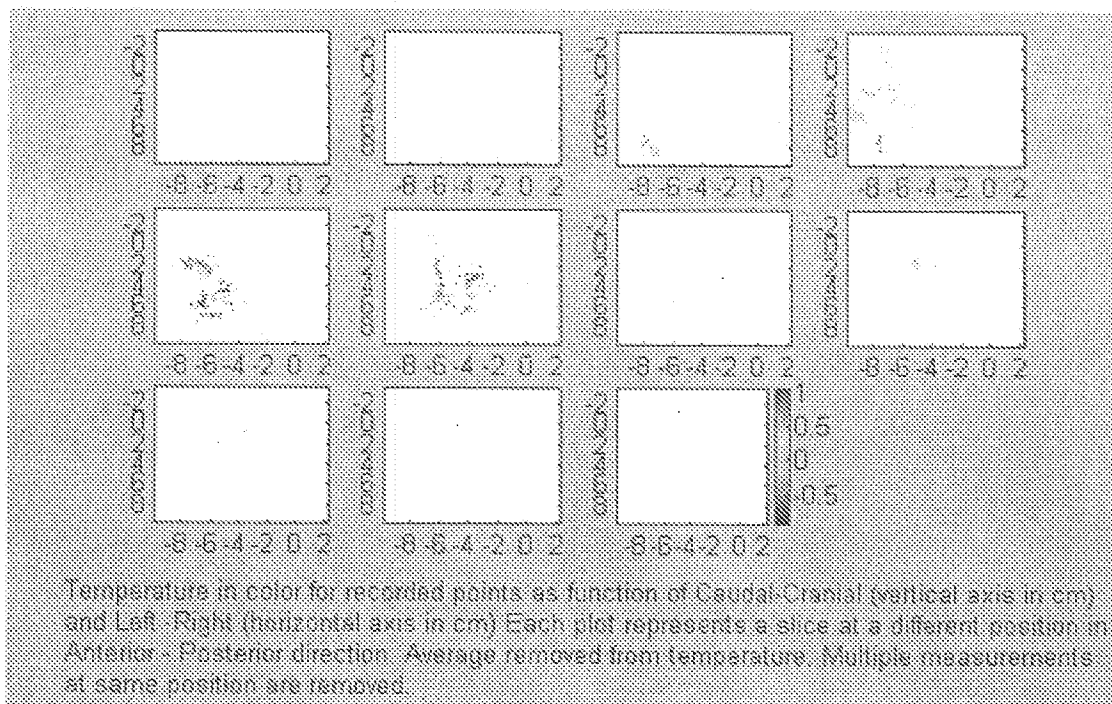 -8 -6 -4 -2 0 2 -8 -6 -4 -2 0 2 -8 -6 -4 -2 0 2 -8 -6 -4 -2 0 2
-8 -6 -4 -2 0 2 -8 -6 -4 -2 0 2 -8 -6 -4 -2 0 2 -8 -6 -4 -2 0 2
1
0.5
0
-0.5
-8 -6 -4 -2 0 2 -8 -6 -4 -2 0 2 -8 -6 -4 -2 0 2
Temperature in color for recorded points as function of Caudal-Cranial (vertical axis in cm)
and Left - Right (horizontal axis in cm) Each plot represents a slice at a different position in
Anterior - Posterior direction. Average removed from temperature. Multiple measurements
at same position are removed.